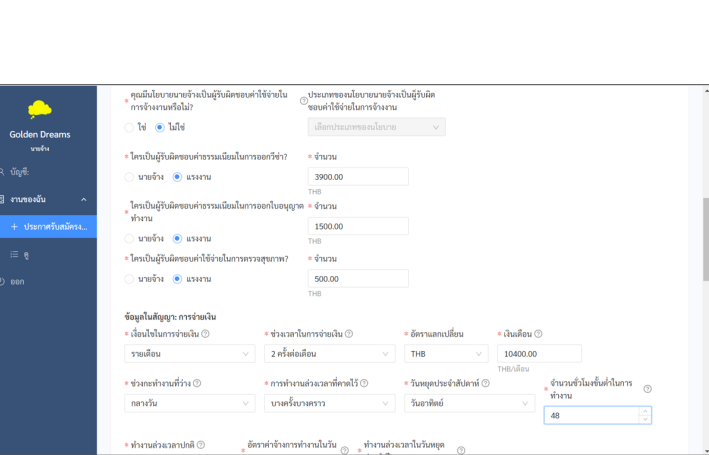 คุณมีนโยบายนายจ้างเป็นผู้รับผิดชอบค่าใช้จ่ายใน ประเภทของนโยบายนายจ้างเป็นผู้รับผิด
การจ้างงานหรือไม่? ชอบค่าใช้จ่ายในการจ้างงาน
ใช่ ไม่ใช่ เลือกประเภทของนโยบาย
Golden Dreams
นายจ้าง
* ใครเป็นผู้รับผิดชอบค่าธรรมเนียมในการออกวีซ่า? * จำนวน
บัญชี:
นายจ้าง แรงงาน 3900.00
THB
งานของฉัน
ใครเป็นผู้รับผิดชอบค่าธรรมเนียมในการออกใบอนุญาต * จำนวน
* ทำงาน
+ ประกาศรับสมัครง...
1500.00
นายจ้าง แรงงาน THB
ดู
* ใครเป็นผู้รับผิดชอบค่าใช้จ่ายในการตรวจสุขภาพ? * จำนวน
ออก
นายจ้าง แรงงาน 500.00
THB
ข้อมูลในสัญญา: การจ่ายเงิน
* เงื่อนไขในการจ่ายเงิน * ช่วงเวลาในการจ่ายเงิน * อัตราแลกเปลี่ยน * เงินเดือน
รายเดือน 2 ครั้งต่อเดือน THB 10400.00
THB/เดือน
* ช่วงกะทำงานที่ว่าง * การทำงานล่วงเวลาที่คาดไว้ * วันหยุดประจำสัปดาห์ * จำนวนชั่วโมงขั้นต่ำในการ
ทำงาน
กลางวัน บางครั้งบางคราว วันอาทิตย์
48
* ทำงานล่วงเวลาปกติ * อัตราค่าจ้างการทำงานในวัน * ทำงานล่วงเวลาในวันหยุด